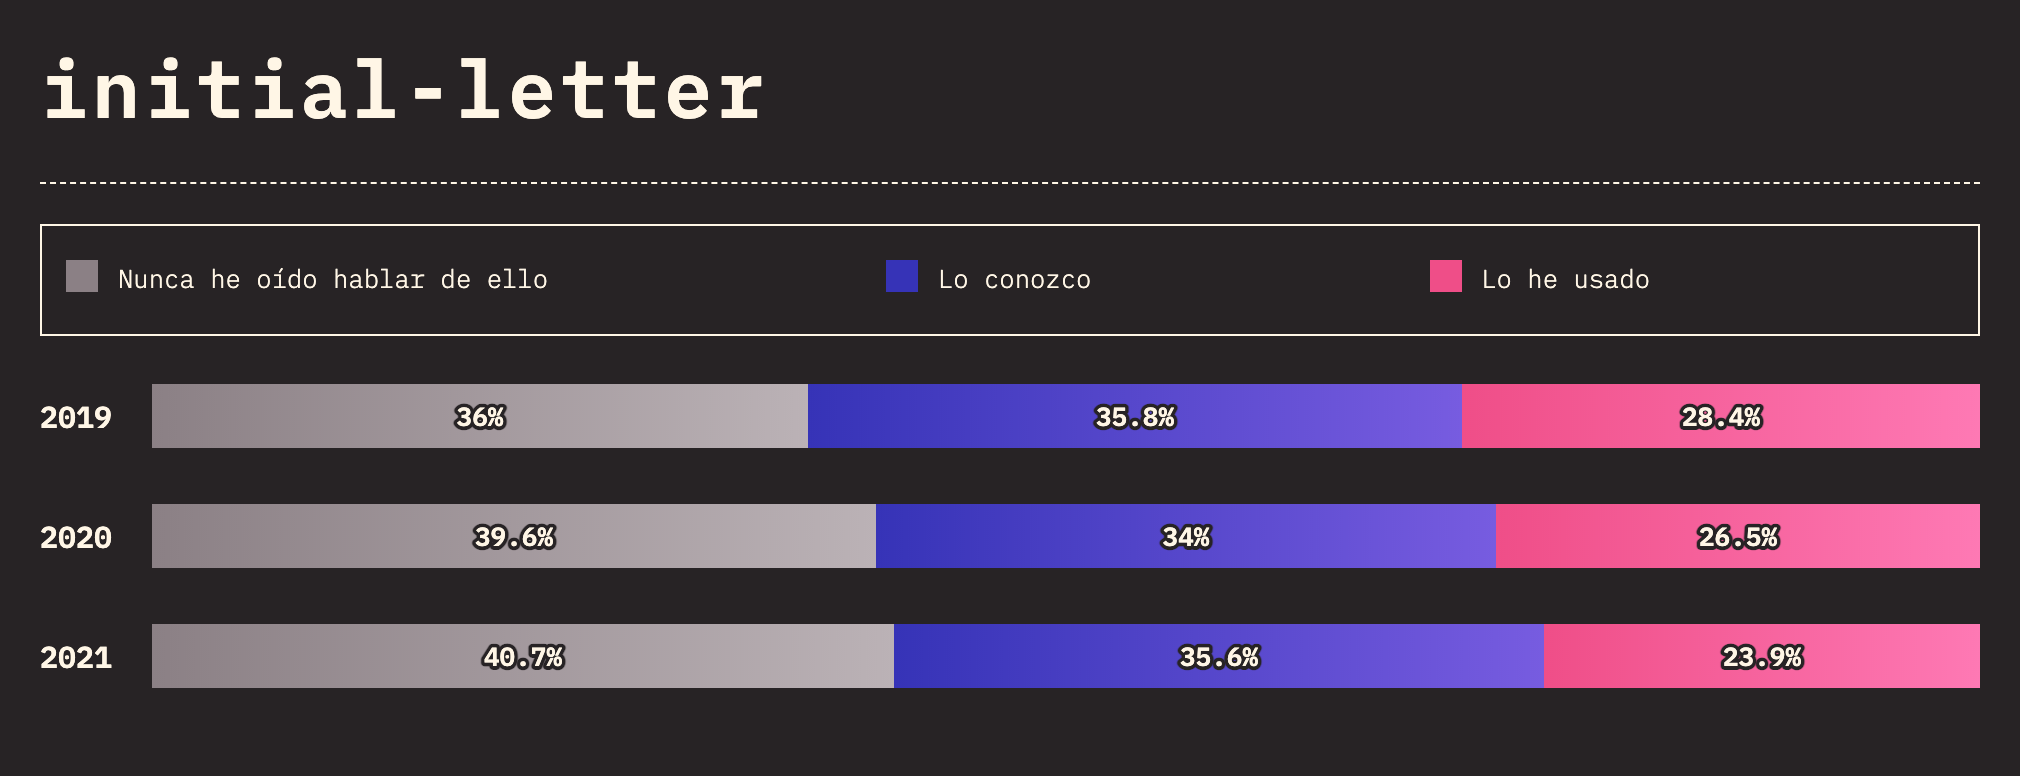 initial-letter
Nunca he oído hablar de ello Lo conozco Lo he usado
2019 36% 35.8% 28.4%
2020 39.6% 34% 26.5%
2021 40.7% 35.6% 23.9%